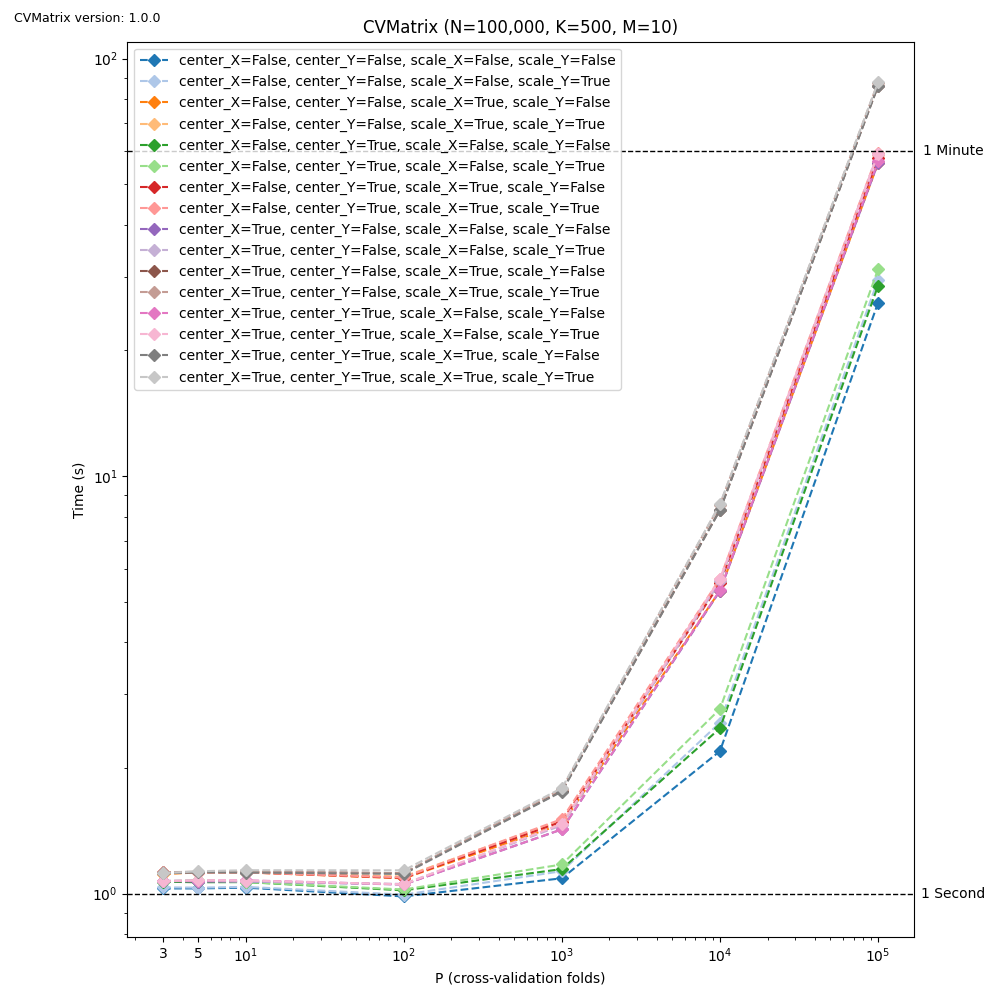 CVMatrix version: 1.0.0
CVMatrix (N=100,000, K=500, M=10)
center_X=False, center_Y=False, scale_X=False, scale_Y=False
center_X=False, center_Y=False, scale_X=False, scale_Y=True
center_X=False, center_Y=False, scale_X=True, scale_Y=False
center_X=False, center_Y=False, scale_X=True, scale_Y=True
center_X=False, center_Y=True, scale_X=False, scale_Y=False
center_X=False, center_Y=True, scale_X=False, scale_Y=True
center_X=False, center_Y=True, scale_X=True, scale_Y=False
center_X=False, center_Y=True, scale_X=True, scale_Y=True
center_X=True, center_Y=False, scale_X=False, scale_Y=False
center_X=True, center_Y=False, scale_X=False, scale_Y=True
center_X=True, center_Y=False, scale_X=True, scale_Y=False
center_X=True, center_Y=False, scale_X=True, scale_Y=True
center_X=True, center_Y=True, scale_X=False, scale_Y=False
center_X=True, center_Y=True, scale_X=False, scale_Y=True
center_X=True, center_Y=True, scale_X=True, scale_Y=False
center_X=True, center_Y=True, scale_X=True, scale_Y=True
1 Minute
1 Second
Time (s)
10²
10¹
10⁰
3 5 10¹ 10² 10³ 10⁴ 10⁵
P (cross-validation folds)